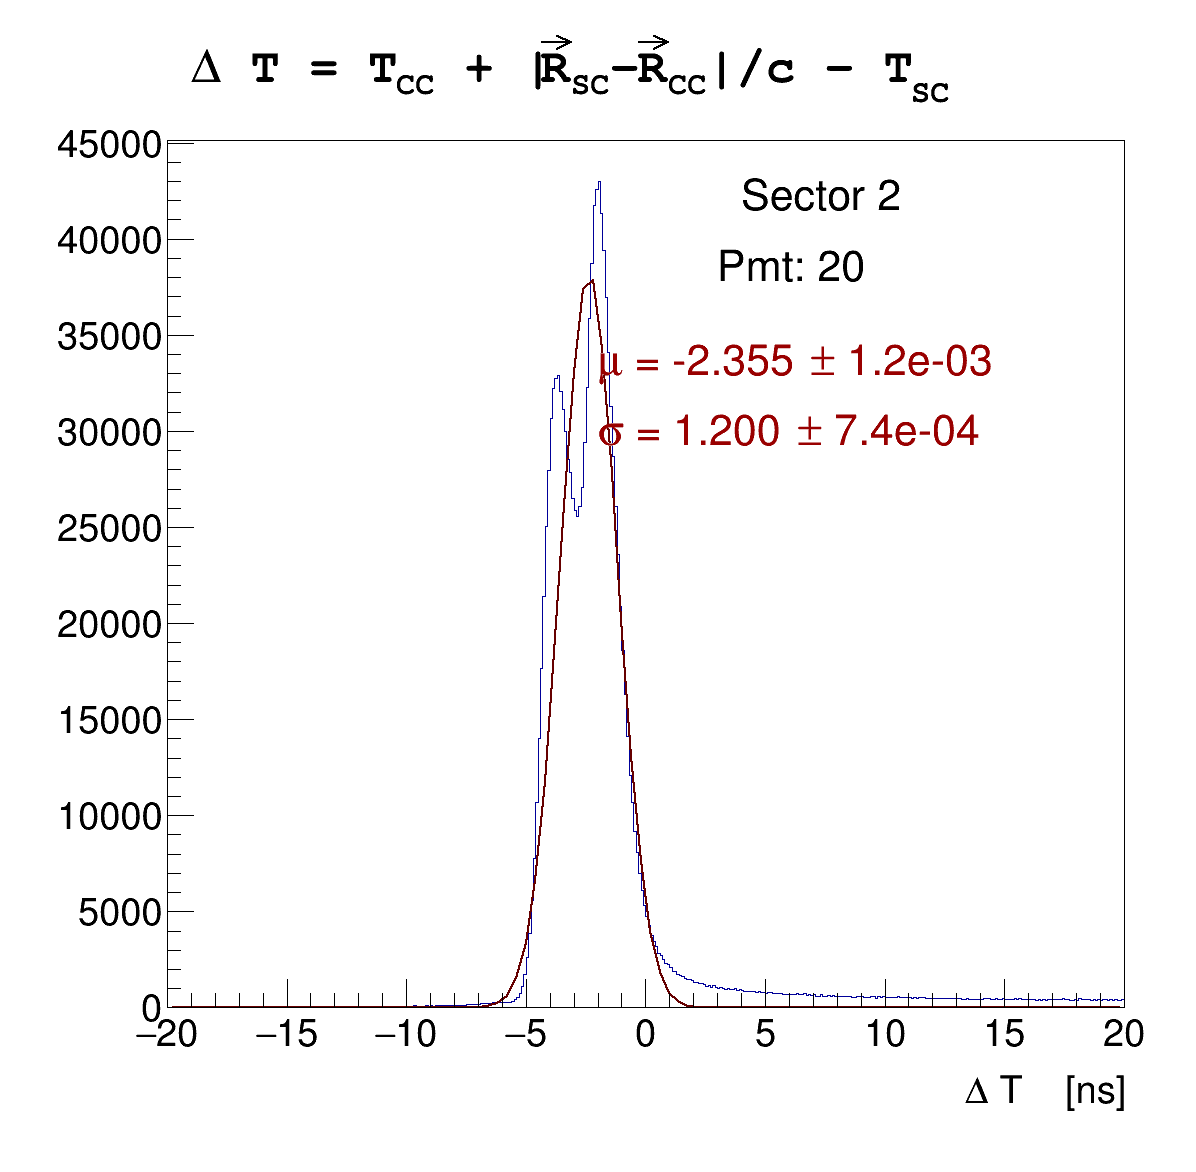 Δ T = T_CC + |R⃗_SC-R⃗_CC|/c - T_SC
45000
40000
35000
30000
25000
20000
15000
10000
5000
0
Sector 2
Pmt: 20
μ = -2.355 ± 1.2e-03
σ = 1.200 ± 7.4e-04
−20 −15 −10 −5 0 5 10 15 20
Δ T [ns]